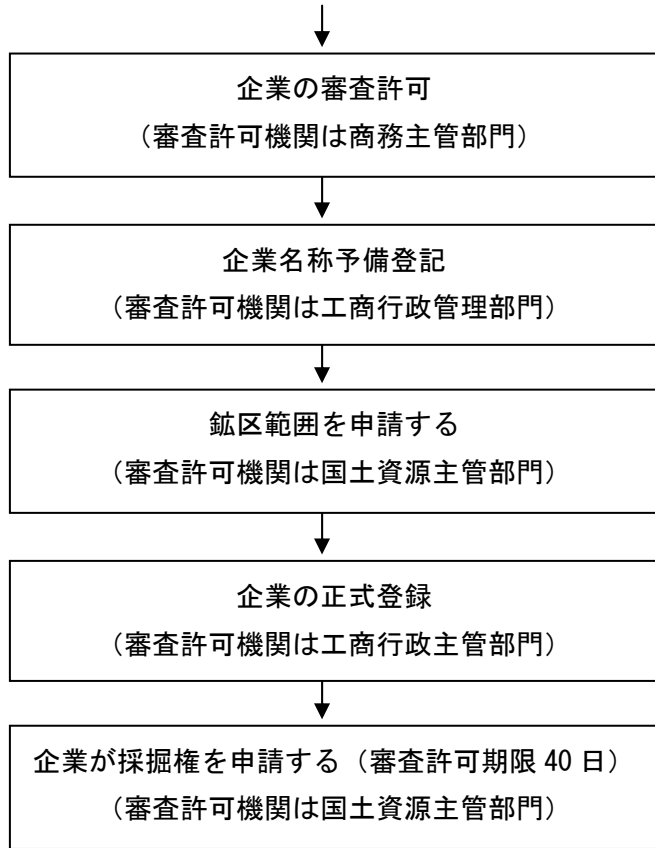 企業の審査許可
（審査許可機関は商務主管部門）
企業名称予備登記
（審査許可機関は工商行政管理部門）
鉱区範囲を申請する
（審査許可機関は国土資源主管部門）
企業の正式登録
（審査許可機関は工商行政主管部門）
企業が採掘権を申請する（審査許可期限 40 日）
（審査許可機関は国土資源主管部門）